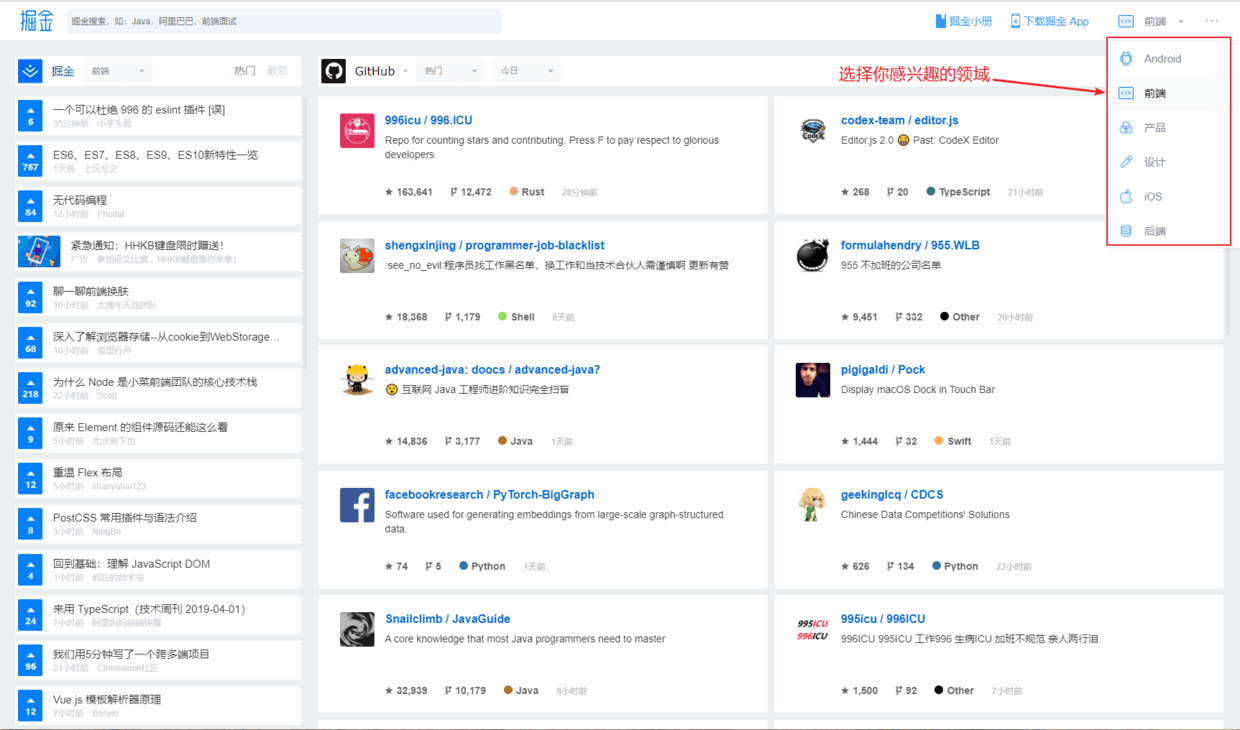 掘金
掘金搜索，如：Java，阿里巴巴，前端面试
掘金小册
下载掘金 App
前端
Android
前端
产品
设计
iOS
后端
选择你感兴趣的领域
掘金
前端
热门
最新
6
一个可以杜绝 996 的 eslint 插件 [误]
35分钟前 小芋头君
767
ES6、ES7、ES8、ES9、ES10新特性一览
1天前 上沅兮之
84
无代码编程
12小时前 Phodal
紧急通知：HHKB键盘限时赠送！
广告 参加征文比赛，HHKB键盘等你来拿！
92
聊一聊前端换肤
10小时前 大搜车无线团队
68
深入了解浏览器存储--从cookie到WebStorage...
10小时前 浪里行舟
218
为什么 Node 是小菜前端团队的核心技术栈
22小时前 Scott
9
原来 Element 的组件源码还能这么看
5小时前 尤水就下也
12
重温 Flex 布局
5小时前 shanyuhai123
8
PostCSS 常用插件与语法介绍
3小时前 NingBo
4
回到基础：理解 JavaScript DOM
1小时前 疯狂的技术宅
24
来用 TypeScript（技术周刊 2019-04-01）
7小时前 阿里妈妈前端快爆
96
我们用5分钟写了一个跨多端项目
21小时前 Chameleon社区
12
Vue.js 模板解析器原理
7小时前 Berwin
GitHub
热门
今日
996icu / 996.ICU
Repo for counting stars and contributing. Press F to pay respect to glorious
developers.
163,641 12,472 Rust 28分钟前
codex-team / editor.js
Editor.js 2.0 🤩 Past: CodeX Editor
CodeX
268 20 TypeScript 21小时前
shengxinjing / programmer-job-blacklist
:see_no_evil:程序员找工作黑名单，换工作和当技术合伙人需谨慎啊 更新有赞
18,368 1,179 Shell 6天前
formulahendry / 955.WLB
955 不加班的公司名单
9,451 332 Other 20小时前
advanced-java: doocs / advanced-java?
😮 互联网 Java 工程师进阶知识完全扫盲
14,836 3,177 Java 1天前
pigigaldi / Pock
Display macOS Dock in Touch Bar
1,444 32 Swift 1天前
facebookresearch / PyTorch-BigGraph
Software used for generating embeddings from large-scale graph-structured
data.
74 5 Python 1天前
geekinglcq / CDCS
Chinese Data Competitions' Solutions
626 134 Python 22小时前
Snailclimb / JavaGuide
A core knowledge that most Java programmers need to master
32,939 10,179 Java 8小时前
995ICU
996ICU
995icu / 996ICU
996ICU 995ICU 工作996 生病ICU 加班不规范 亲人两行泪
1,500 92 Other 7小时前